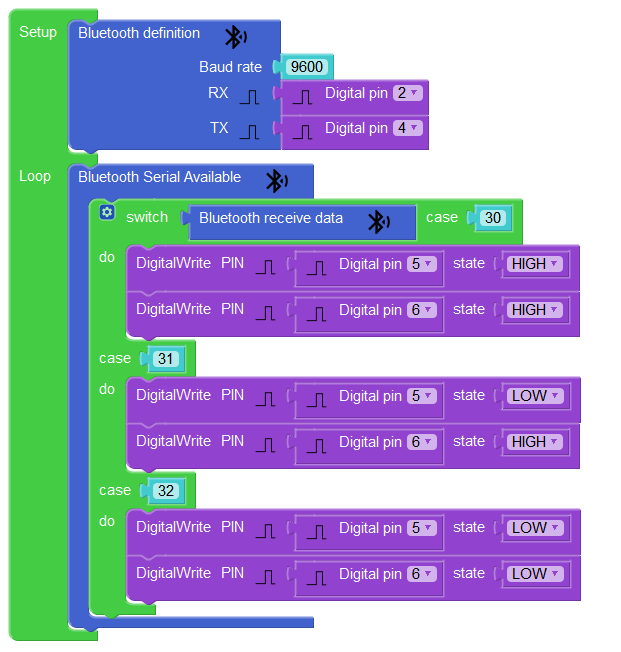 Setup
Bluetooth definition
Baud rate 9600
RX Digital pin 2
TX Digital pin 4
Loop
Bluetooth Serial Available
switch Bluetooth receive data case 30
do DigitalWrite PIN Digital pin 5 state HIGH
DigitalWrite PIN Digital pin 6 state HIGH
case 31
do DigitalWrite PIN Digital pin 5 state LOW
DigitalWrite PIN Digital pin 6 state HIGH
case 32
do DigitalWrite PIN Digital pin 5 state LOW
DigitalWrite PIN Digital pin 6 state LOW